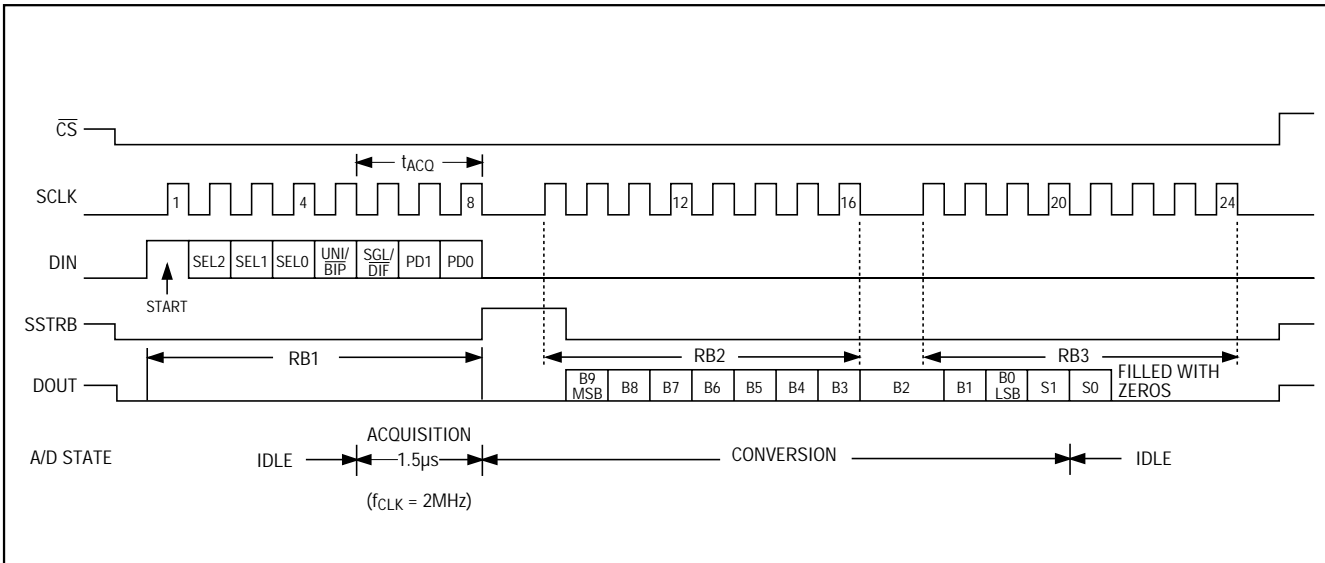 CS
tACQ
SCLK 1 4 8 12 16 20 24
DIN SEL2 SEL1 SEL0 UNI/BIP SGL/DIF PD1 PD0
START
SSTRB
RB1 RB2 RB3
DOUT B9 MSB B8 B7 B6 B5 B4 B3 B2 B1 B0 LSB S1 S0 FILLED WITH ZEROS
A/D STATE IDLE ACQUISITION 1.5µs CONVERSION IDLE
(fCLK = 2MHz)